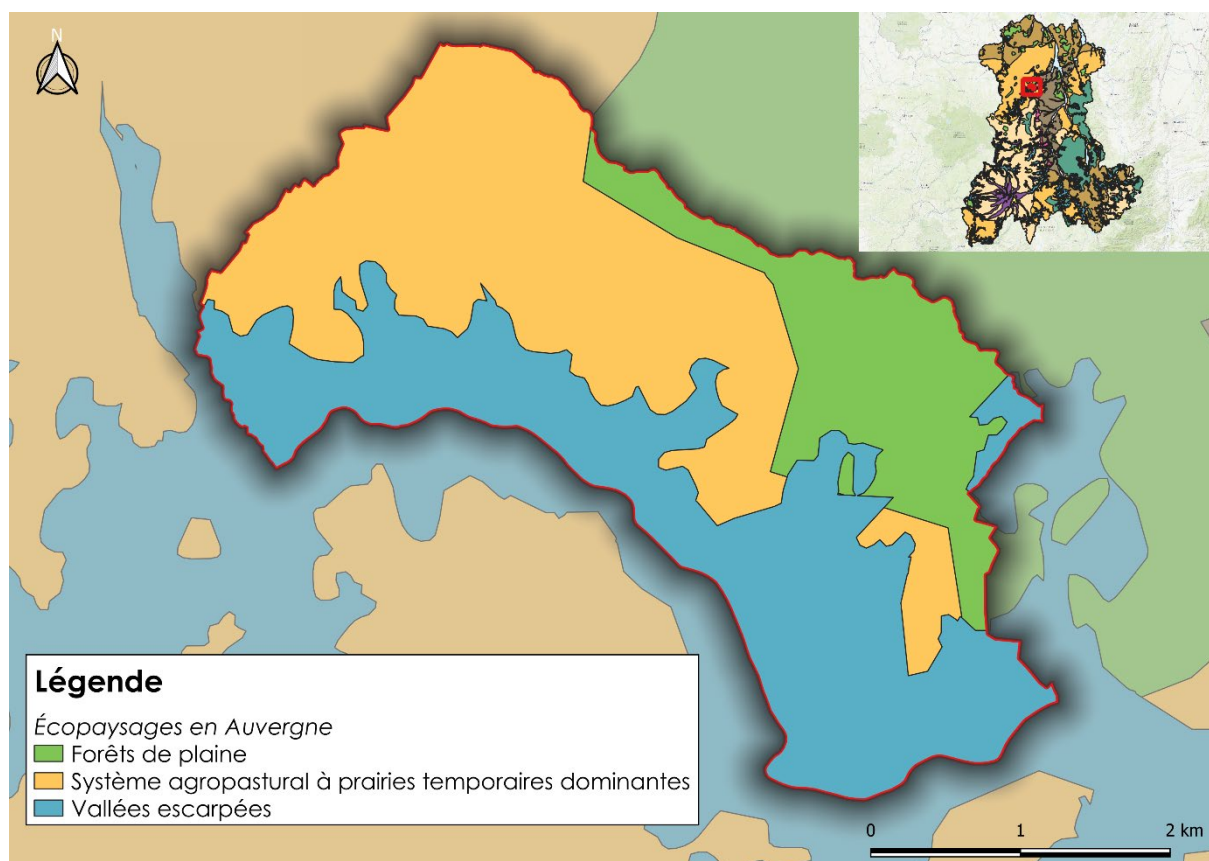 N
Légende
Écopaysages en Auvergne
Forêts de plaine
Système agropastural à prairies temporaires dominantes
Vallées escarpées
0 1 2 km